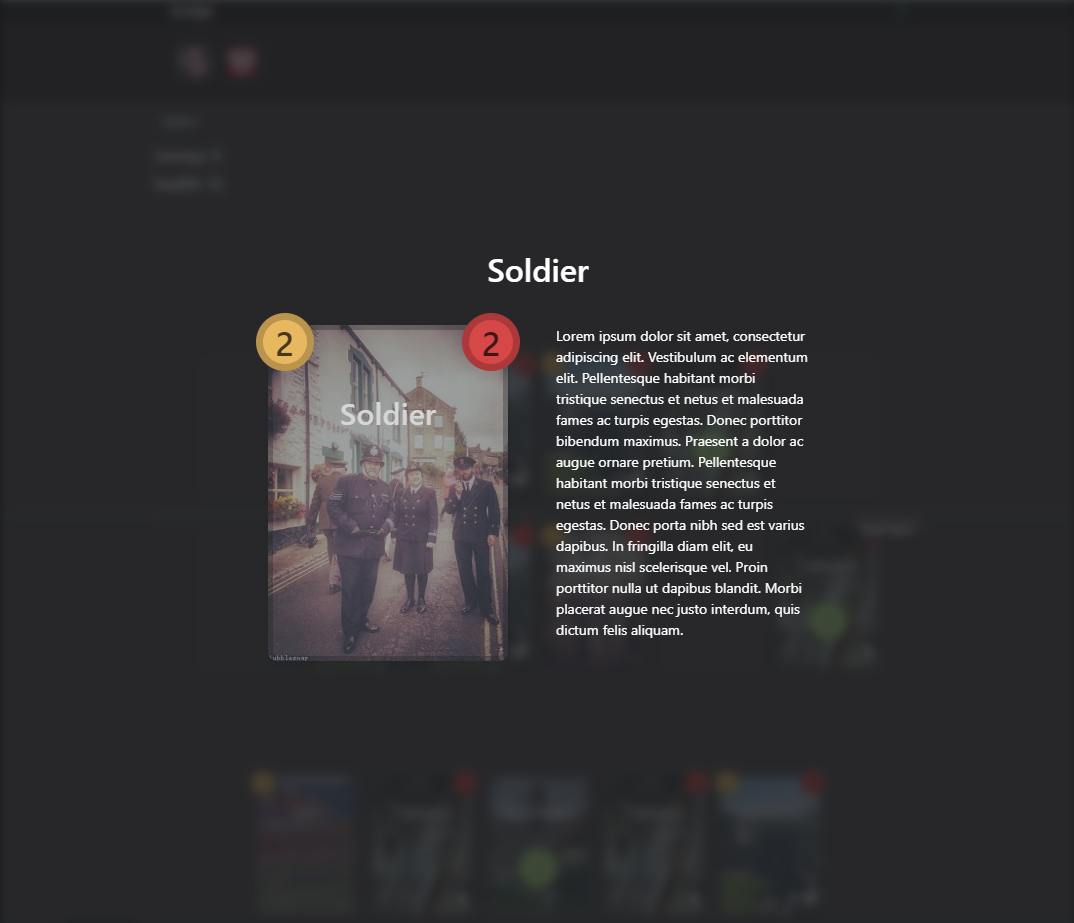 Soldier
2
2
Soldier
Lorem ipsum dolor sit amet, consectetur
adipiscing elit. Vestibulum ac elementum
elit. Pellentesque habitant morbi
tristique senectus et netus et malesuada
fames ac turpis egestas. Donec porttitor
bibendum maximus. Praesent a dolor ac
augue ornare pretium. Pellentesque
habitant morbi tristique senectus et
netus et malesuada fames ac turpis
egestas. Donec porta nibh sed est varius
dapibus. In fringilla diam elit, eu
maximus nisl scelerisque vel. Proin
porttitor nulla ut dapibus blandit. Morbi
placerat augue nec justo interdum, quis
dictum felis aliquam.